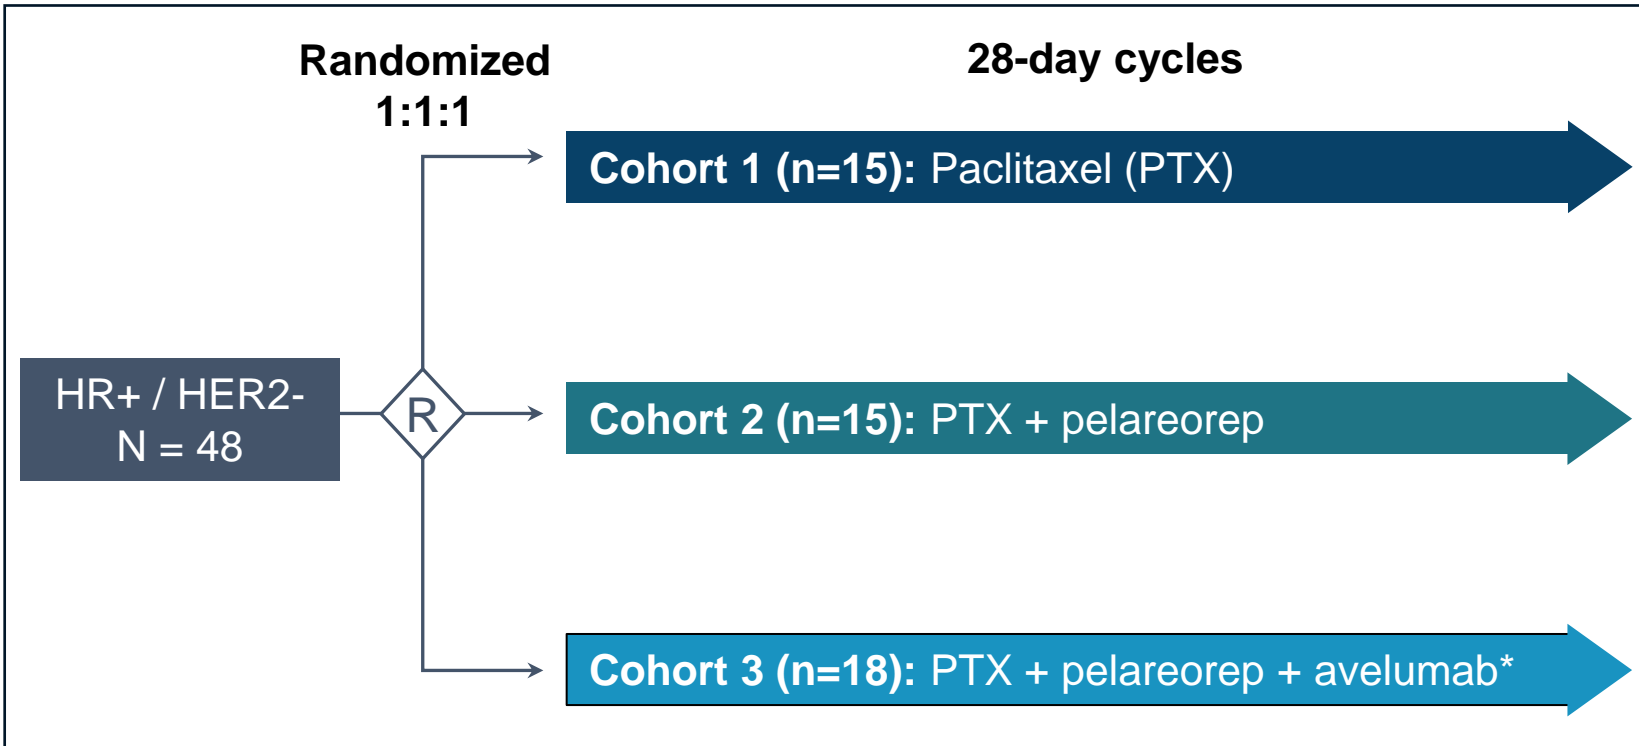 Randomized
1:1:1
28-day cycles
Cohort 1 (n=15): Paclitaxel (PTX)
HR+ / HER2-
N = 48
R
Cohort 2 (n=15): PTX + pelareorep
Cohort 3 (n=18): PTX + pelareorep + avelumab*